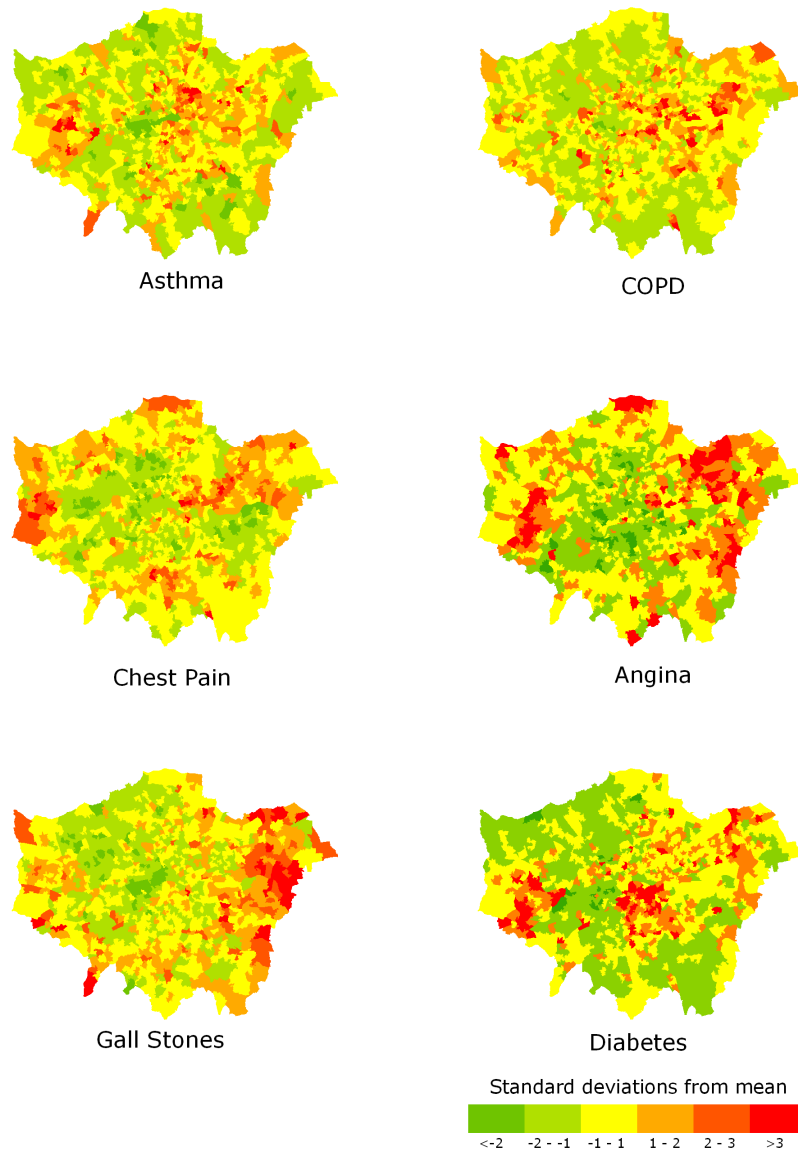 Asthma
COPD
Chest Pain
Angina
Gall Stones
Diabetes
Standard deviations from mean
<-2 -2 - -1 -1 - 1 1 - 2 2 - 3 >3